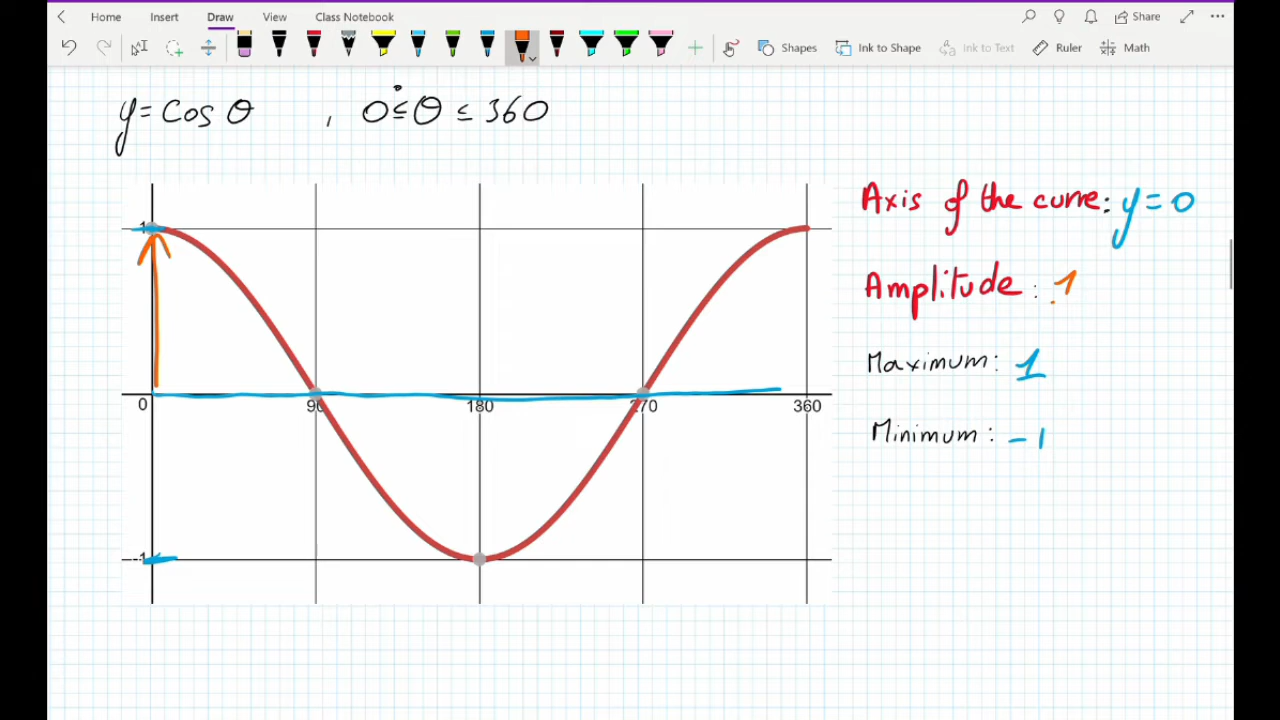 Home Insert Draw View Class Notebook Share
Shapes Ink to Shape Ink to Text Ruler Math
y = Cos θ , 0 ≤ θ ≤ 360
Axis of the curve: y = 0
1
Amplitude : 1
Maximum: 1
0 90 180 270 360
Minimum: -1
-1